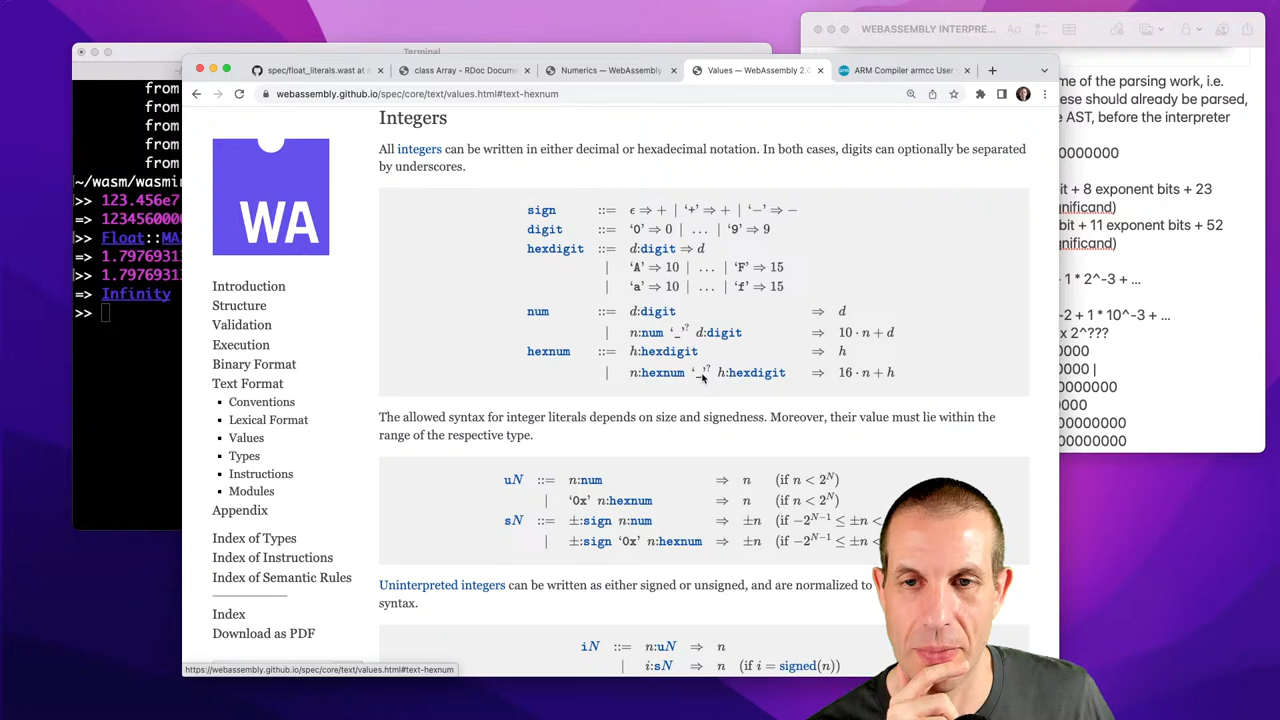 Terminal
WEBASSEMBLY INTERPRE...
Aa
spec/float_literals.wast at
class Array - RDoc Docume
Numerics — WebAssembly
Values — WebAssembly 2.0
ARM Compiler armcc User
webassembly.github.io/spec/core/text/values.html#text-hexnum
from
from
from
from
from
~/wasm/wasmi
>> 123.456e7
=> 1234560000
>> Float::MA
=> 1.7976931
>> 1.7976931
=> Infinity
>>
WA
Introduction
Structure
Validation
Execution
Binary Format
Text Format
Conventions
Lexical Format
Values
Types
Instructions
Modules
Appendix
Index of Types
Index of Instructions
Index of Semantic Rules
Index
Download as PDF
Integers
All integers can be written in either decimal or hexadecimal notation. In both cases, digits can optionally be separated
by underscores.
sign ::= ϵ ⇒ + | ‘+’ ⇒ + | ‘−’ ⇒ −
digit ::= ‘0’ ⇒ 0 | … | ‘9’ ⇒ 9
hexdigit ::= d:digit ⇒ d
| ‘A’ ⇒ 10 | … | ‘F’ ⇒ 15
| ‘a’ ⇒ 10 | … | ‘f’ ⇒ 15
num ::= d:digit ⇒ d
| n:num ‘_’? d:digit ⇒ 10 · n + d
hexnum ::= h:hexdigit ⇒ h
| n:hexnum ‘_’? h:hexdigit ⇒ 16 · n + h
The allowed syntax for integer literals depends on size and signedness. Moreover, their value must lie within the
range of the respective type.
uN ::= n:num ⇒ n (if n < 2^N)
| ‘0x’ n:hexnum ⇒ n (if n < 2^N)
sN ::= ±:sign n:num ⇒ ±n (if −2^N−1 ≤ ±n <
| ±:sign ‘0x’ n:hexnum ⇒ ±n (if −2^N−1 ≤ ±n <
Uninterpreted integers can be written as either signed or unsigned, and are normalized to
syntax.
iN ::= n:uN ⇒ n
| i:sN ⇒ n (if i = signed(n))
https://webassembly.github.io/spec/core/text/values.html#text-hexnum
me of the parsing work, i.e.
ese should already be parsed,
e AST, before the interpreter
0000000
bit + 8 exponent bits + 23
gnificand)
bit + 11 exponent bits + 52
gnificand)
1 * 2^-3 + ...
-2 + 1 * 10^-3 + ...
x 2^???
0000
0000 |
0000
00000000
00000000